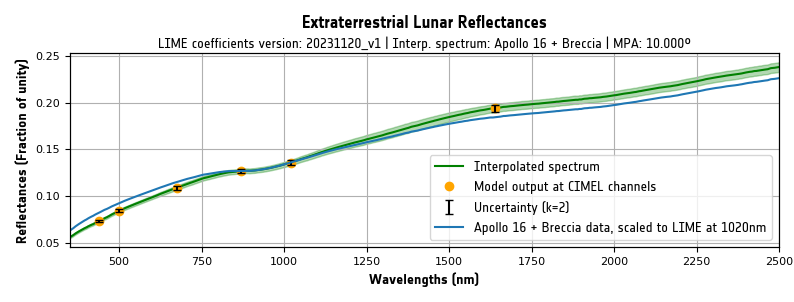 Extraterrestrial Lunar Reflectances
LIME coefficients version: 20231120_v1 | Interp. spectrum: Apollo 16 + Breccia | MPA: 10.000º
Reflectances (Fraction of unity)
0.25
0.20
0.15
0.10
0.05
Interpolated spectrum
Model output at CIMEL channels
Uncertainty (k=2)
Apollo 16 + Breccia data, scaled to LIME at 1020nm
500 750 1000 1250 1500 1750 2000 2250 2500
Wavelengths (nm)